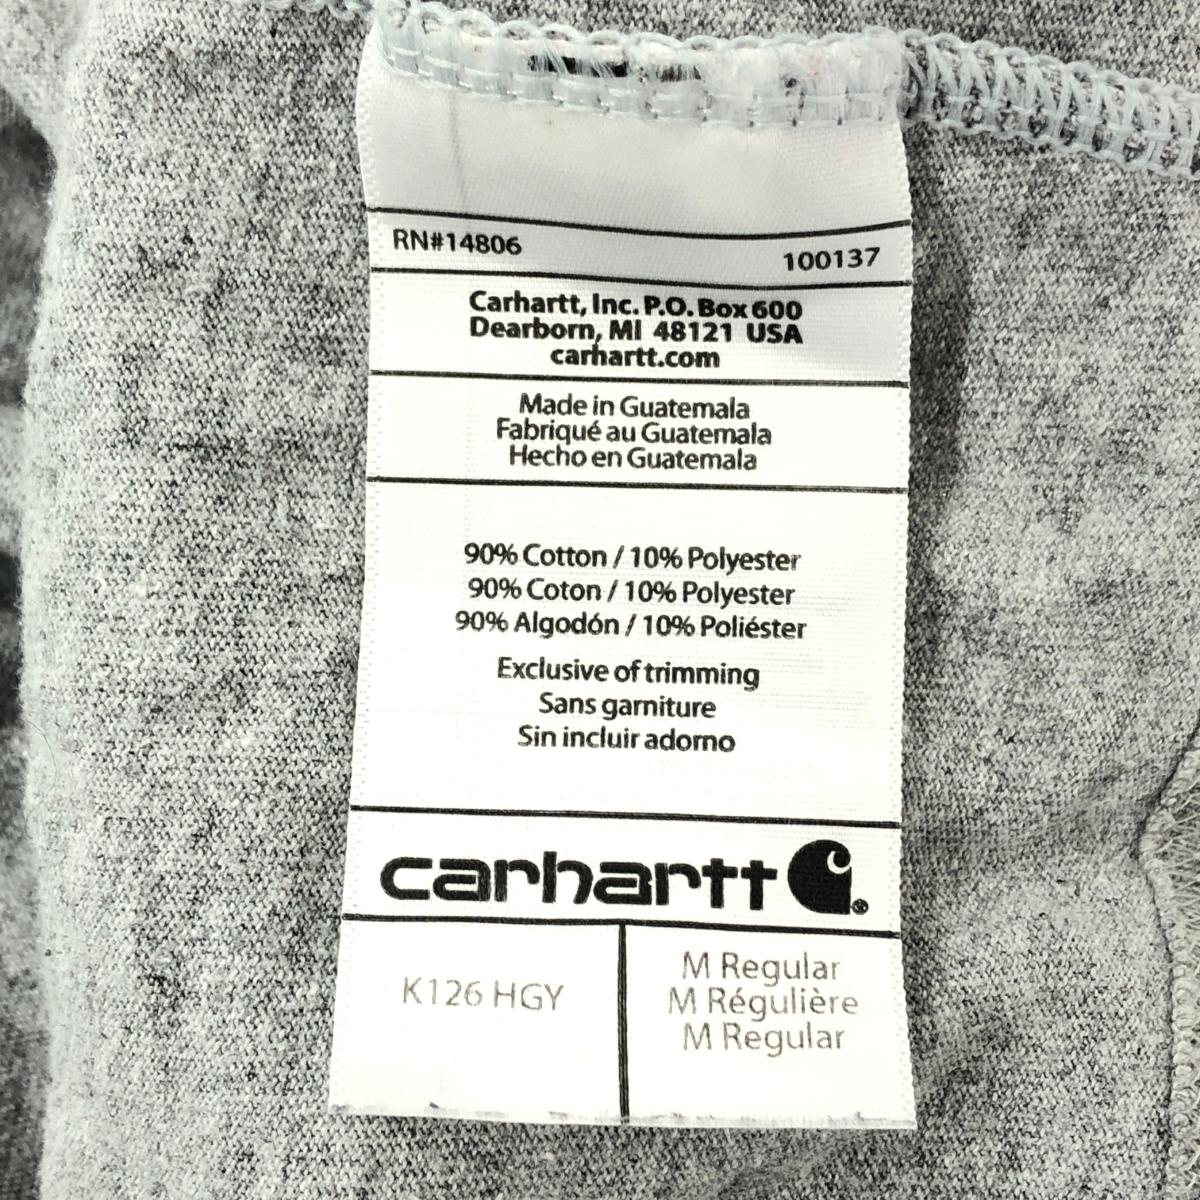 RN#14806 100137
Carhartt, Inc. P.O. Box 600
Dearborn, MI 48121 USA
carhartt.com
Made in Guatemala
Fabriqué au Guatemala
Hecho en Guatemala
90% Cotton / 10% Polyester
90% Coton / 10% Polyester
90% Algodón / 10% Poliéster
Exclusive of trimming
Sans garniture
Sin incluir adorno
carhartt ®
K126 HGY
M Regular
M Régulière
M Regular